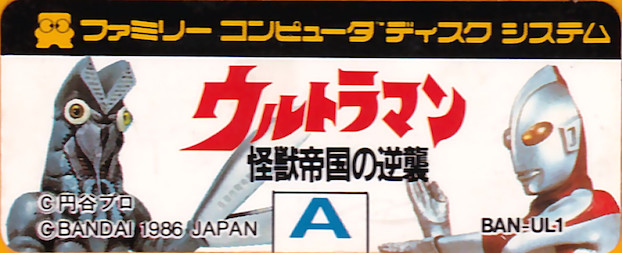 ファミリー コンピュータ™ ディスク システム
ウルトラマン
怪獣帝国の逆襲
©円谷プロ
©BANDAI 1986 JAPAN
A
BAN-UL1